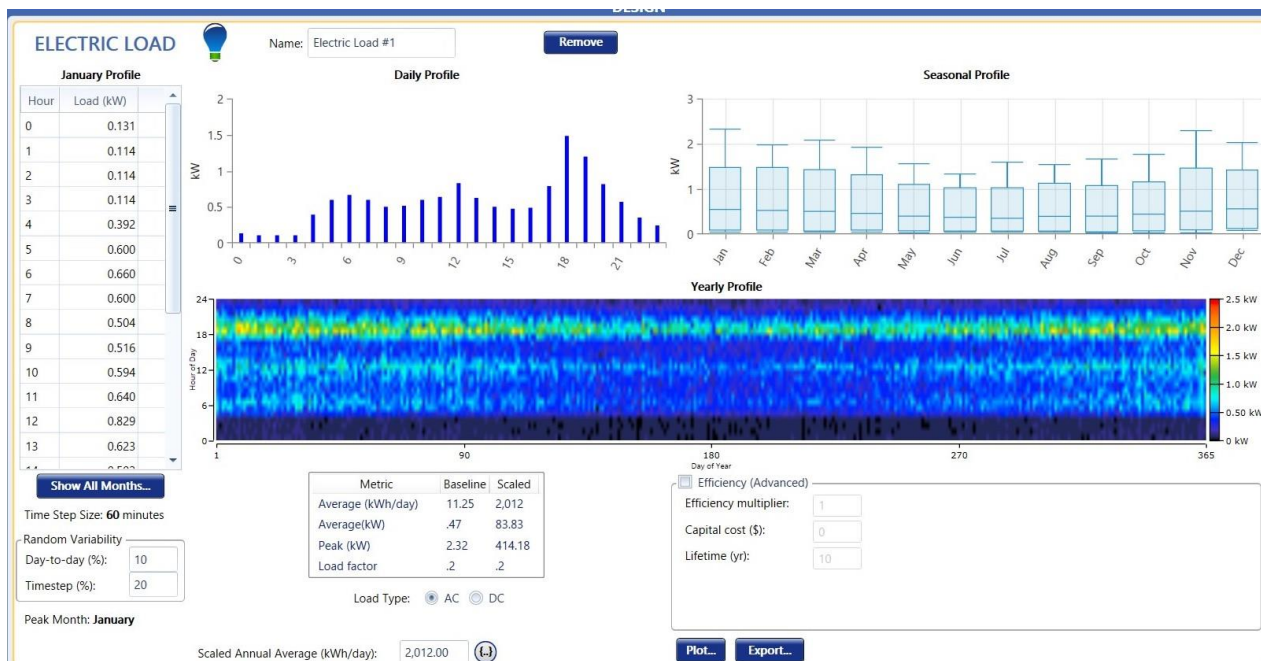 DESIGN
ELECTRIC LOAD
Name: Electric Load #1
Remove
January Profile
Hour Load (kW)
0 0.131
1 0.114
2 0.114
3 0.114
4 0.392
5 0.600
6 0.660
7 0.600
8 0.504
9 0.516
10 0.594
11 0.640
12 0.829
13 0.623
Show All Months...
Time Step Size: 60 minutes
Random Variability
Day-to-day (%): 10
Timestep (%): 20
Peak Month: January
Daily Profile
kW
2
1.5
1
0.5
0
0 3 6 9 12 15 18 21
Seasonal Profile
kW
3
2
1
0
Jan Feb Mar Apr May Jun Jul Aug Sep Oct Nov Dec
Yearly Profile
Hour of Day
24
18
12
6
0
1 90 180 270 365
Day of Year
2.5 kW
2.0 kW
1.5 kW
1.0 kW
0.50 kW
0 kW
Metric Baseline Scaled
Average (kWh/day) 11.25 2,012
Average(kW) .47 83.83
Peak (kW) 2.32 414.18
Load factor .2 .2
Load Type: AC DC
Scaled Annual Average (kWh/day): 2,012.00 {..}
Efficiency (Advanced)
Efficiency multiplier: 1
Capital cost ($): 0
Lifetime (yr): 10
Plot... Export...